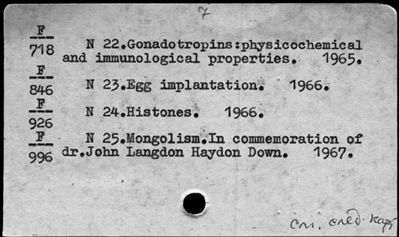 7
F
718
N 22.Gonadotropins:physicochemical
and immunological properties. 1965.
F
846
N 23.Egg implantation. 1966.
F
926
N 24.Histones. 1966.
F
996
N 25.Mongolism.In commemoration of
dr.John Langdon Haydon Down. 1967.